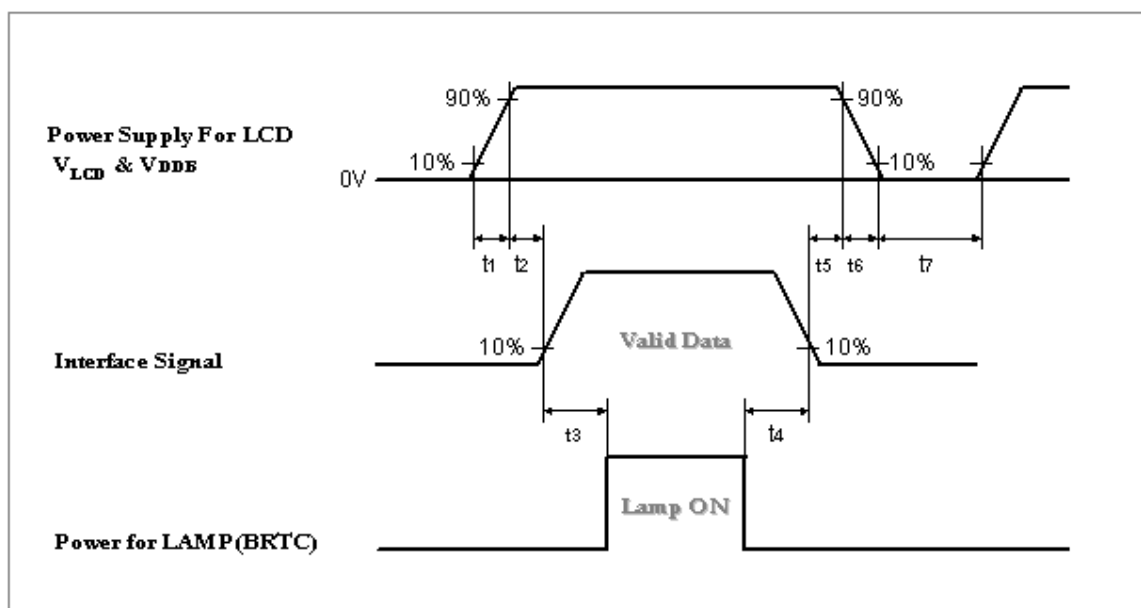 90%
90%
Power Supply For LCD
V_LCD & VDDB
10%
10%
0V
t1
t2
t5
t6
t7
Valid Data
10%
10%
Interface Signal
t3
t4
Lamp ON
Power for LAMP(BRTC)